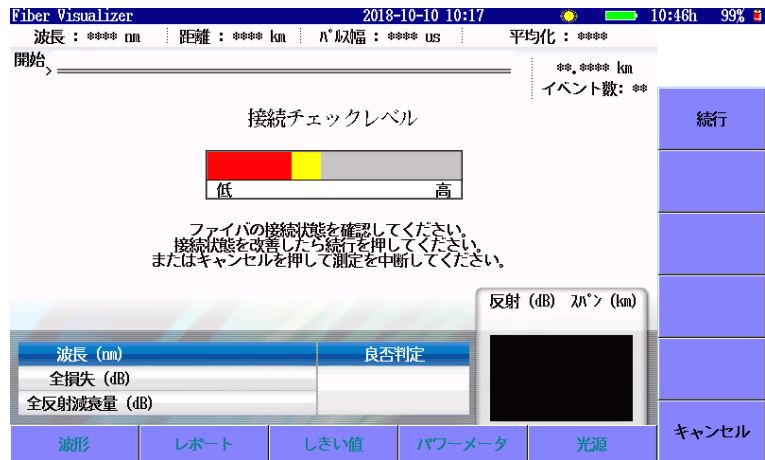 Fiber Visualizer 2018-10-10 10:17 10:46h 99%
波長 : **** nm 距離 : **** km ﾊﾟﾙｽ幅 : **** us 平均化 : ****
開始
**.**** km
イベント数: **
接続チェックレベル
低 高
ファイバの接続状態を確認してください。
接続状態を改善したら続行を押してください。
またはキャンセルを押して測定を中断してください。
反射 (dB) ｽﾊﾟﾝ (km)
波長 (nm) 良否判定
全損失 (dB)
全反射減衰量 (dB)
続行
キャンセル
波形 レポート しきい値 パワーメータ 光源